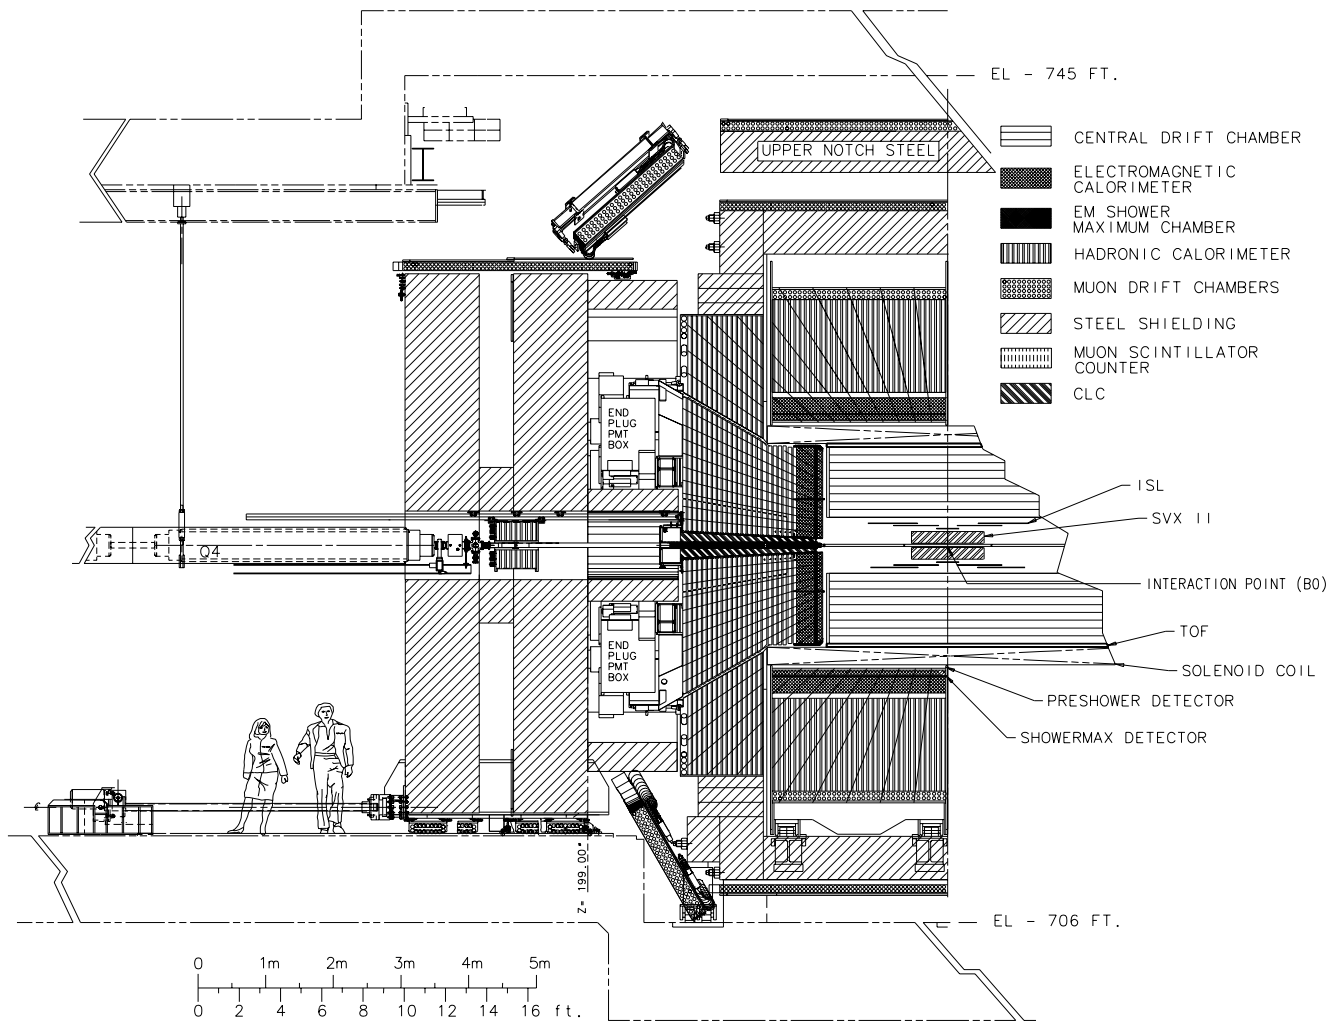 EL - 745 FT.
UPPER NOTCH STEEL
CENTRAL DRIFT CHAMBER
ELECTROMAGNETIC
CALORIMETER
EM SHOWER
MAXIMUM CHAMBER
HADRONIC CALORIMETER
MUON DRIFT CHAMBERS
STEEL SHIELDING
MUON SCINTILLATOR
COUNTER
CLC
END
PLUG
PMT
BOX
ISL
SVX II
Q4
INTERACTION POINT (B0)
TOF
END
PLUG
PMT
BOX
SOLENOID COIL
PRESHOWER DETECTOR
SHOWERMAX DETECTOR
Z= 199.00"
EL - 706 FT.
0 1m 2m 3m 4m 5m
0 2 4 6 8 10 12 14 16 ft.